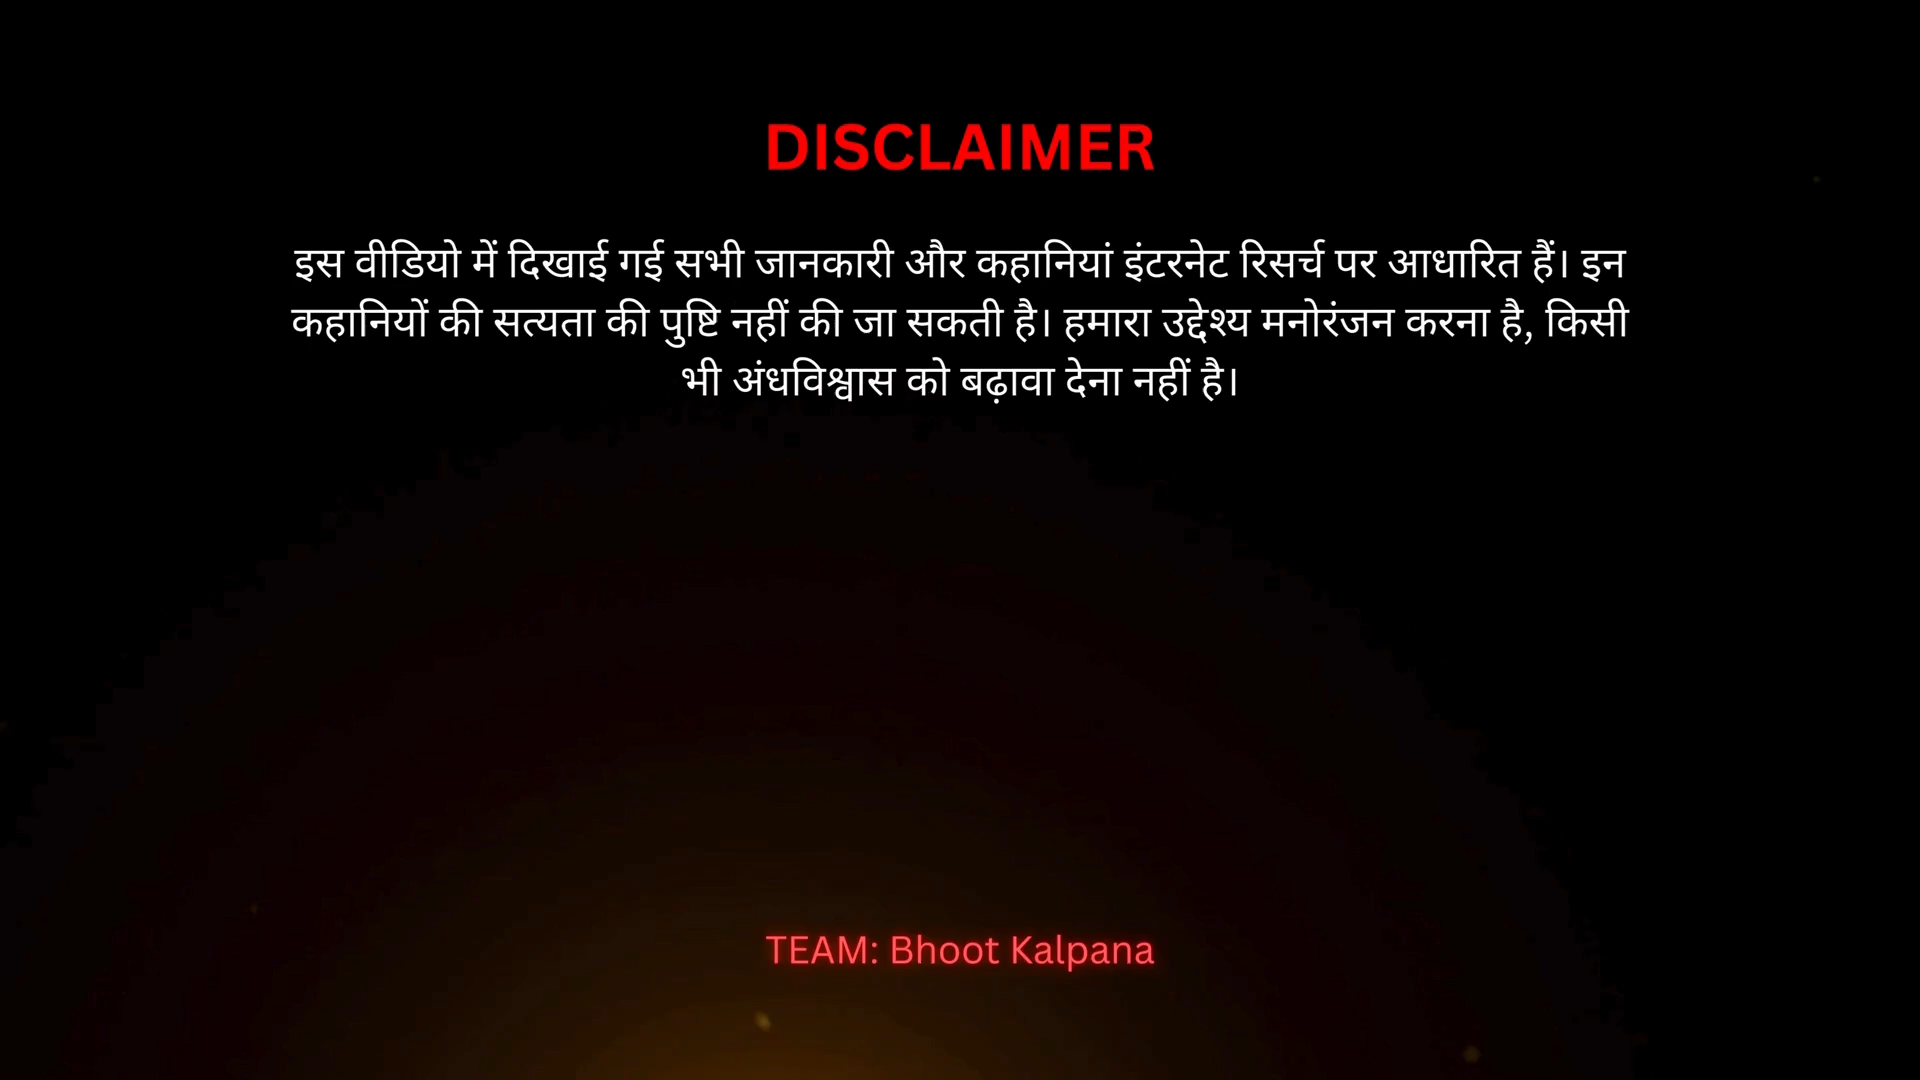 DISCLAIMER
इस वीडियो में दिखाई गई सभी जानकारी और कहानियां इंटरनेट रिसर्च पर आधारित हैं। इन
कहानियों की सत्यता की पुष्टि नहीं की जा सकती है। हमारा उद्देश्य मनोरंजन करना है, किसी
भी अंधविश्वास को बढ़ावा देना नहीं है।
TEAM: Bhoot Kalpana